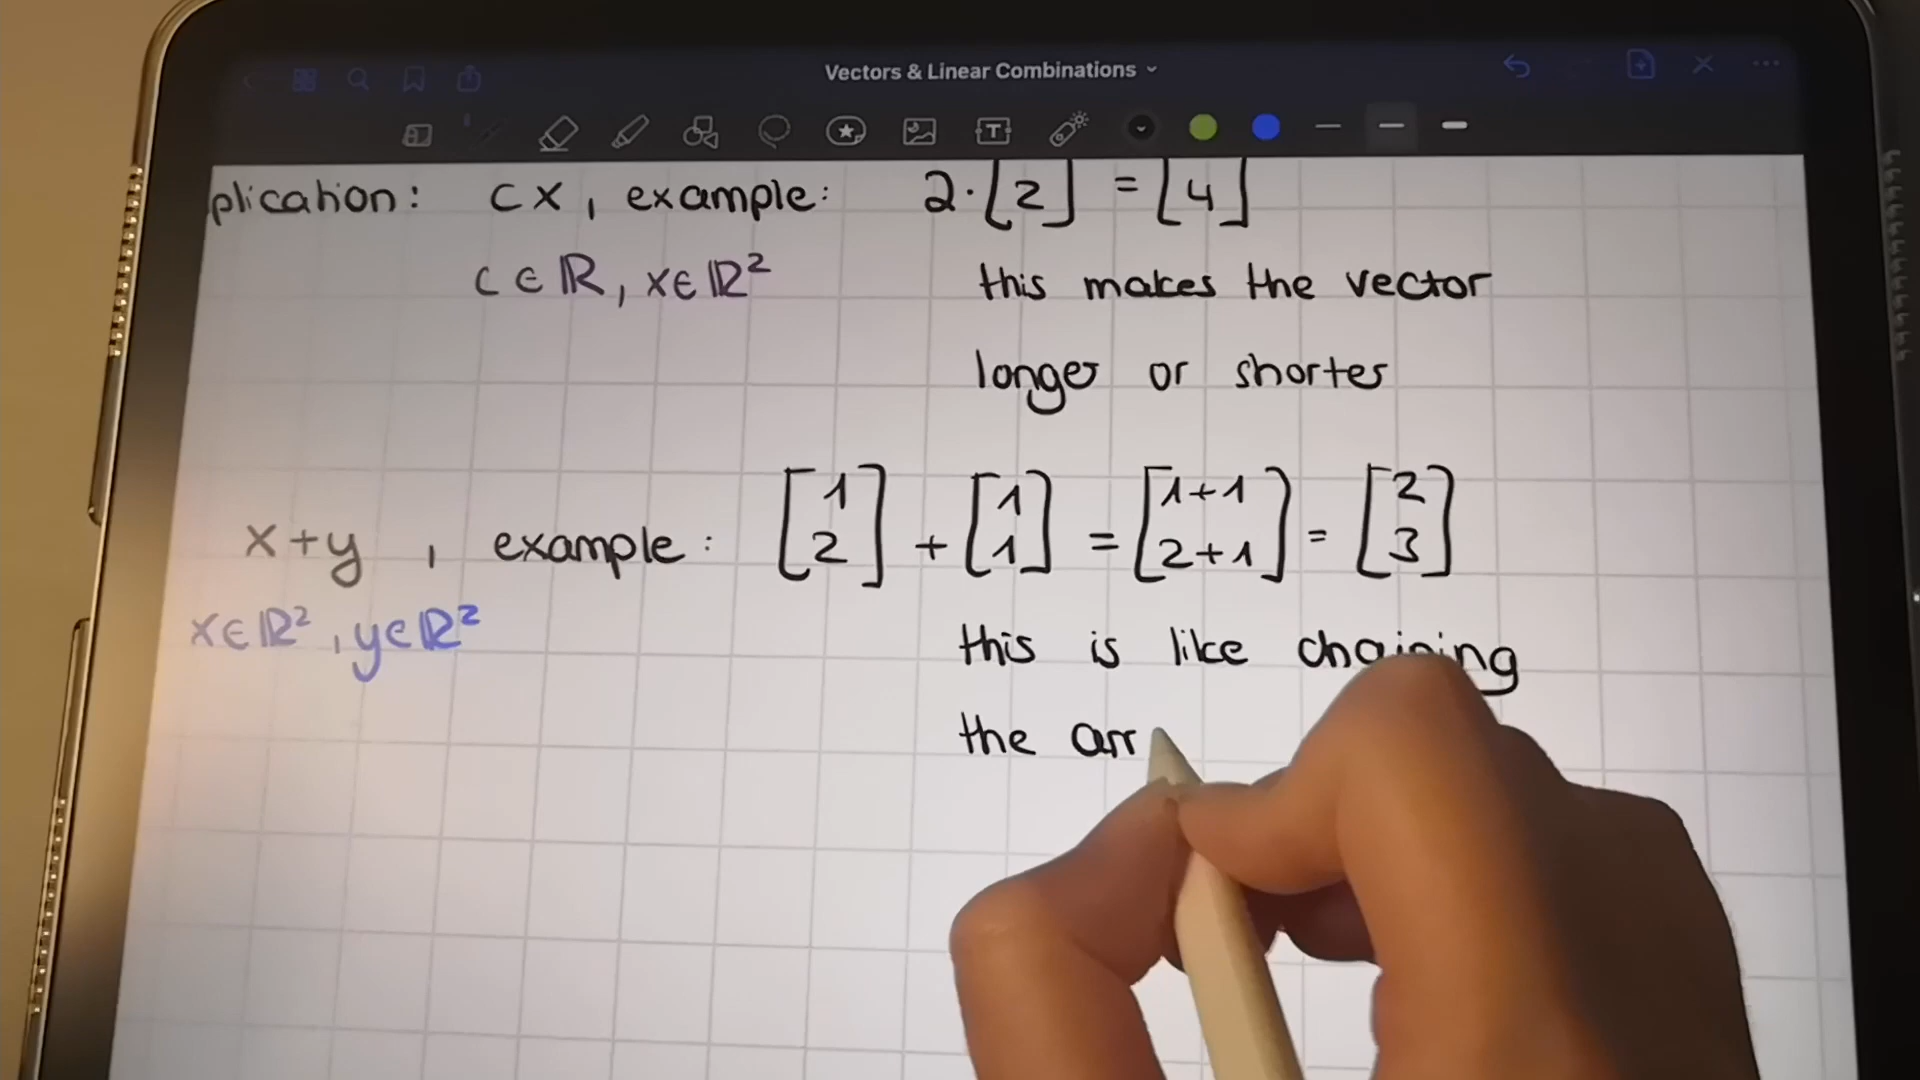 Vectors & Linear Combinations
plication: cx, example: 2·[2] = [4]
c∈ℝ, x∈ℝ²
this makes the vector
longer or shorter
x+y, example: [1 2] + [1 1] = [1+1 2+1] = [2 3]
x∈ℝ², y∈ℝ²
this is like chaining
the arr